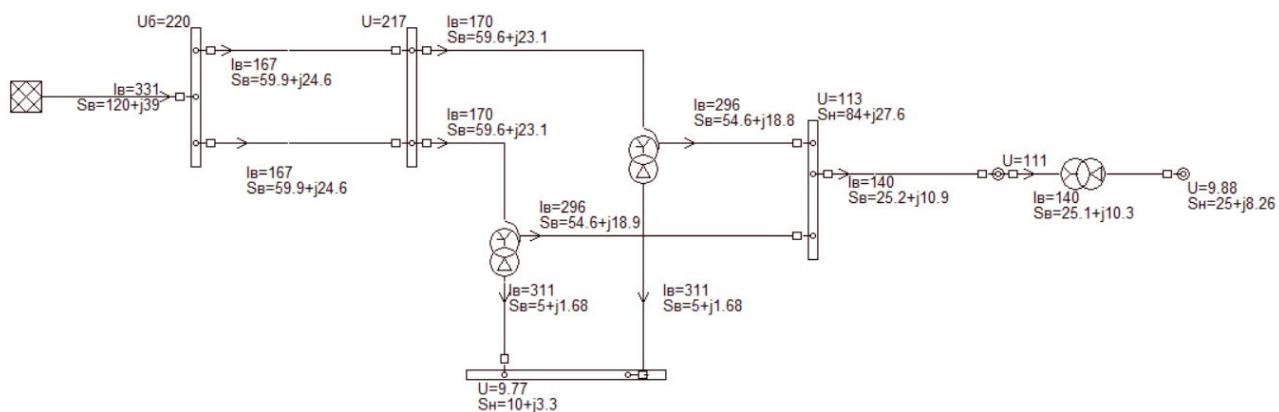 Uб=220
U=217
Iв=170
Sв=59.6+j23.1
Iв=331
Sв=120+j39
Iв=167
Sв=59.9+j24.6
Iв=170
Sв=59.6+j23.1
Iв=296
Sв=54.6+j18.8
U=113
Sн=84+j27.6
Iв=167
Sв=59.9+j24.6
U=111
Iв=140
Sв=25.2+j10.9
Iв=140
Sв=25.1+j10.3
U=9.88
Sн=25+j8.26
Iв=296
Sв=54.6+j18.9
Iв=311
Sв=5+j1.68
Iв=311
Sв=5+j1.68
U=9.77
Sн=10+j3.3